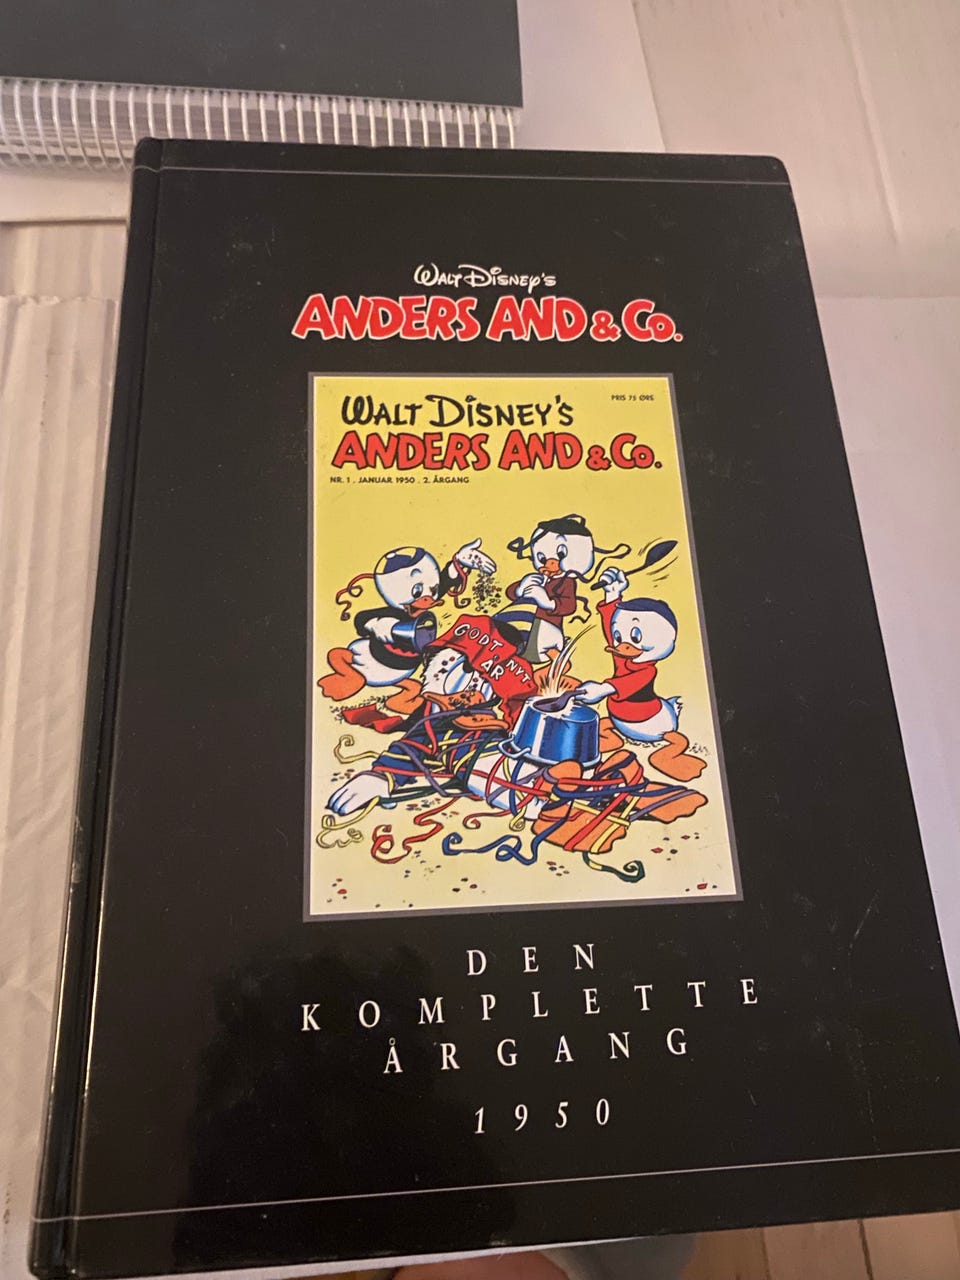 WALT DISNEY'S
ANDERS AND & Co.
PRIS 75 ØRE
WALT DISNEY'S
ANDERS AND & Co.
NR. 1 . JANUAR 1950 . 2. ÅRGANG
GODT
NYT-
ÅR
DEN
KOMPLETTE
ÅRGANG
1950